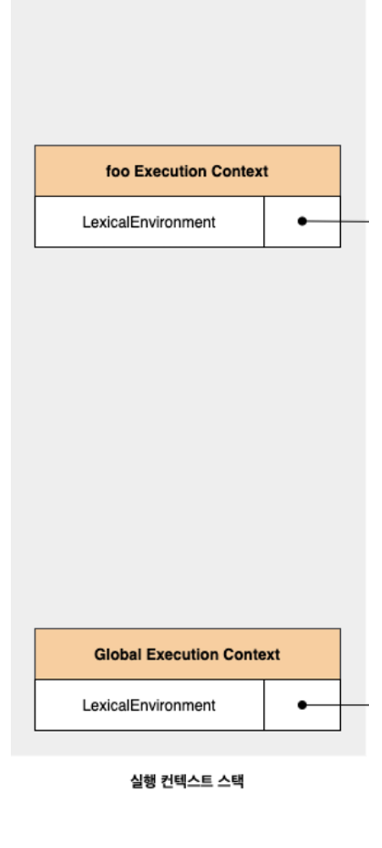 foo Execution Context
LexicalEnvironment
Global Execution Context
LexicalEnvironment
실행 컨텍스트 스택